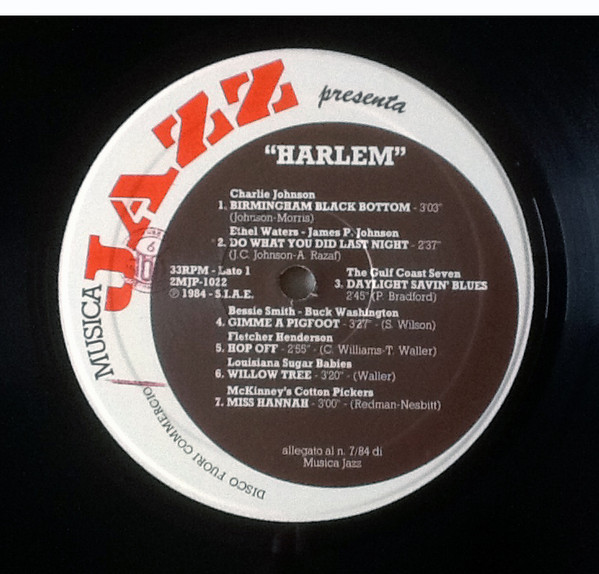 MUSICA
JAZZ
presenta
“HARLEM”
Charlie Johnson
1. BIRMINGHAM BLACK BOTTOM - 3'03"
(Johnson-Morris)
Ethel Waters - James P. Johnson
2. DO WHAT YOU DID LAST NIGHT - 2'37"
(J.C. Johnson-A. Razaf)
33RPM - Lato 1
2MJP-1022
℗ 1984 - S.I.A.E.
The Gulf Coast Seven
3. DAYLIGHT SAVIN' BLUES
2'45" (P. Bradford)
Bessie Smith - Buck Washington
4. GIMME A PIGFOOT - 3'27" - (S. Wilson)
Fletcher Henderson
5. HOP OFF - 2'55" - (C. Williams-T. Waller)
Louisiana Sugar Babies
6. WILLOW TREE - 3'20" - (Waller)
McKinney's Cotton Pickers
7. MISS HANNAH - 3'00" - (Redman-Nesbitt)
allegato al n. 7/84 di
Musica Jazz
DISCO FUORI COMMERCIO